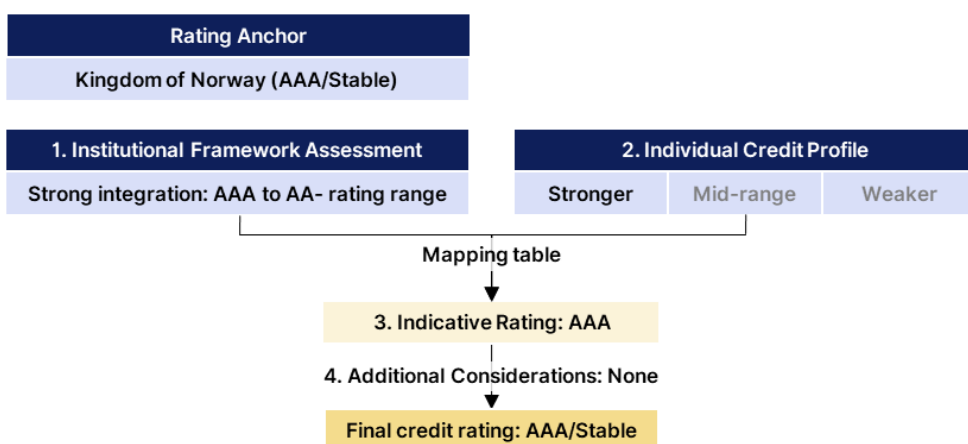 Rating Anchor
Kingdom of Norway (AAA/Stable)
1. Institutional Framework Assessment
Strong integration: AAA to AA- rating range
2. Individual Credit Profile
Stronger Mid-range Weaker
Mapping table
3. Indicative Rating: AAA
4. Additional Considerations: None
Final credit rating: AAA/Stable